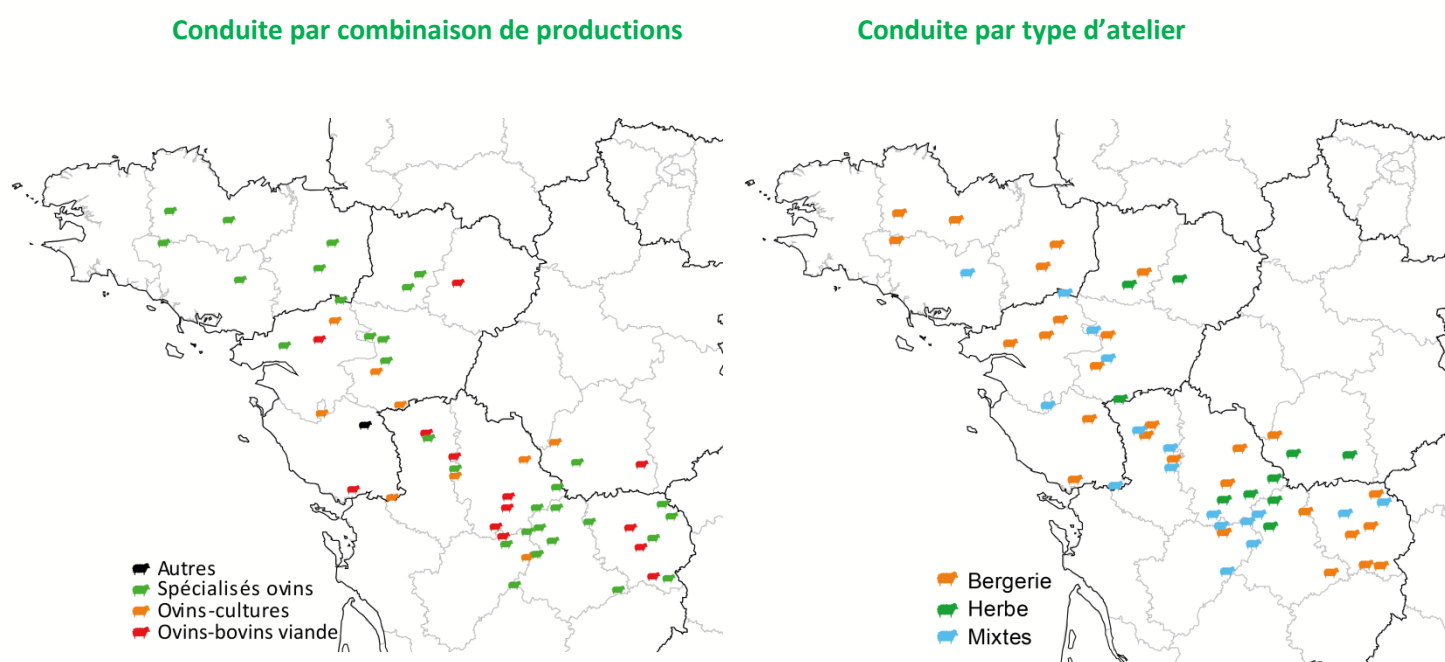 Conduite par combinaison de productions
Conduite par type d’atelier
Autres
Spécialisés ovins
Ovins-cultures
Ovins-bovins viande
Bergerie
Herbe
Mixtes